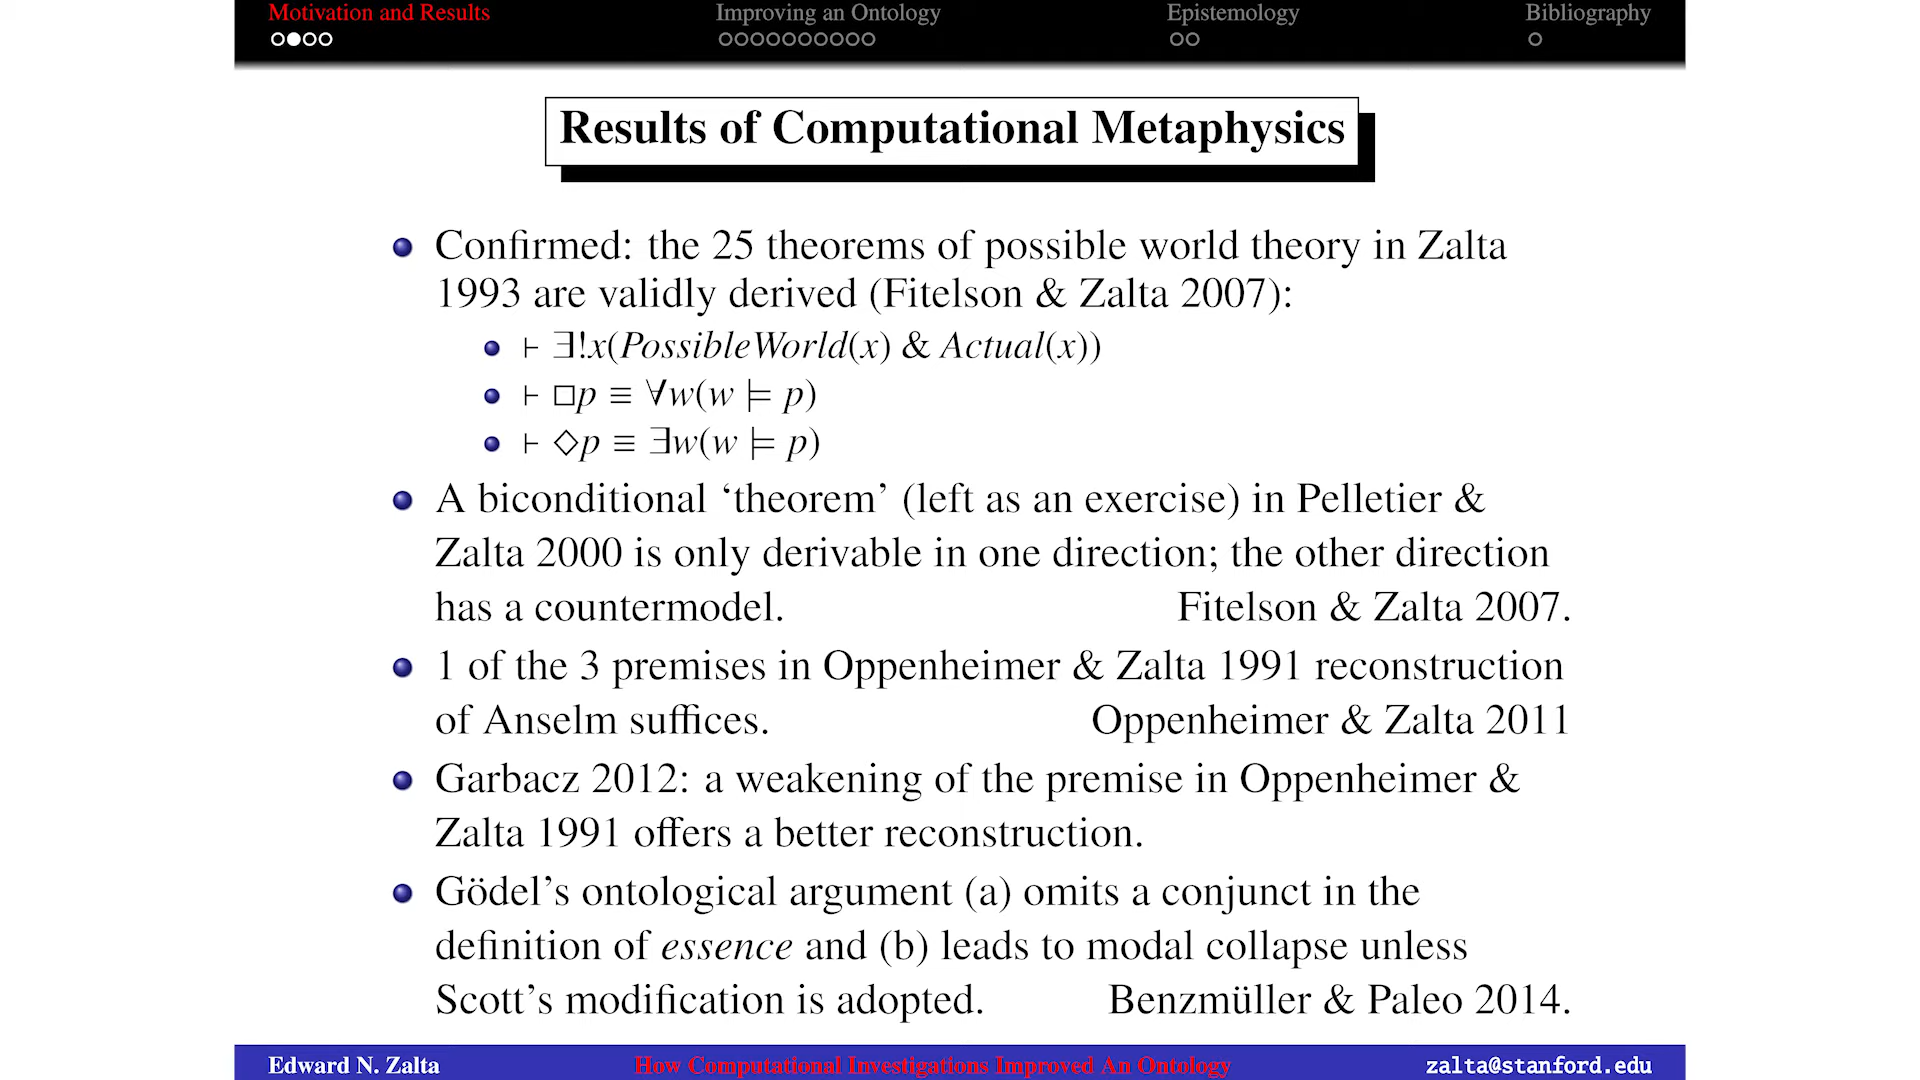 Motivation and Results Improving an Ontology Epistemology Bibliography
Results of Computational Metaphysics
Confirmed: the 25 theorems of possible world theory in Zalta
1993 are validly derived (Fitelson & Zalta 2007):
⊢ ∃!x(PossibleWorld(x) & Actual(x))
⊢ □p ≡ ∀w(w ⊨ p)
⊢ ◇p ≡ ∃w(w ⊨ p)
A biconditional ‘theorem’ (left as an exercise) in Pelletier &
Zalta 2000 is only derivable in one direction; the other direction
has a countermodel. Fitelson & Zalta 2007.
1 of the 3 premises in Oppenheimer & Zalta 1991 reconstruction
of Anselm suffices. Oppenheimer & Zalta 2011
Garbacz 2012: a weakening of the premise in Oppenheimer &
Zalta 1991 offers a better reconstruction.
Gödel’s ontological argument (a) omits a conjunct in the
definition of essence and (b) leads to modal collapse unless
Scott’s modification is adopted. Benzmüller & Paleo 2014.
Edward N. Zalta How Computational Investigations Improved An Ontology zalta@stanford.edu